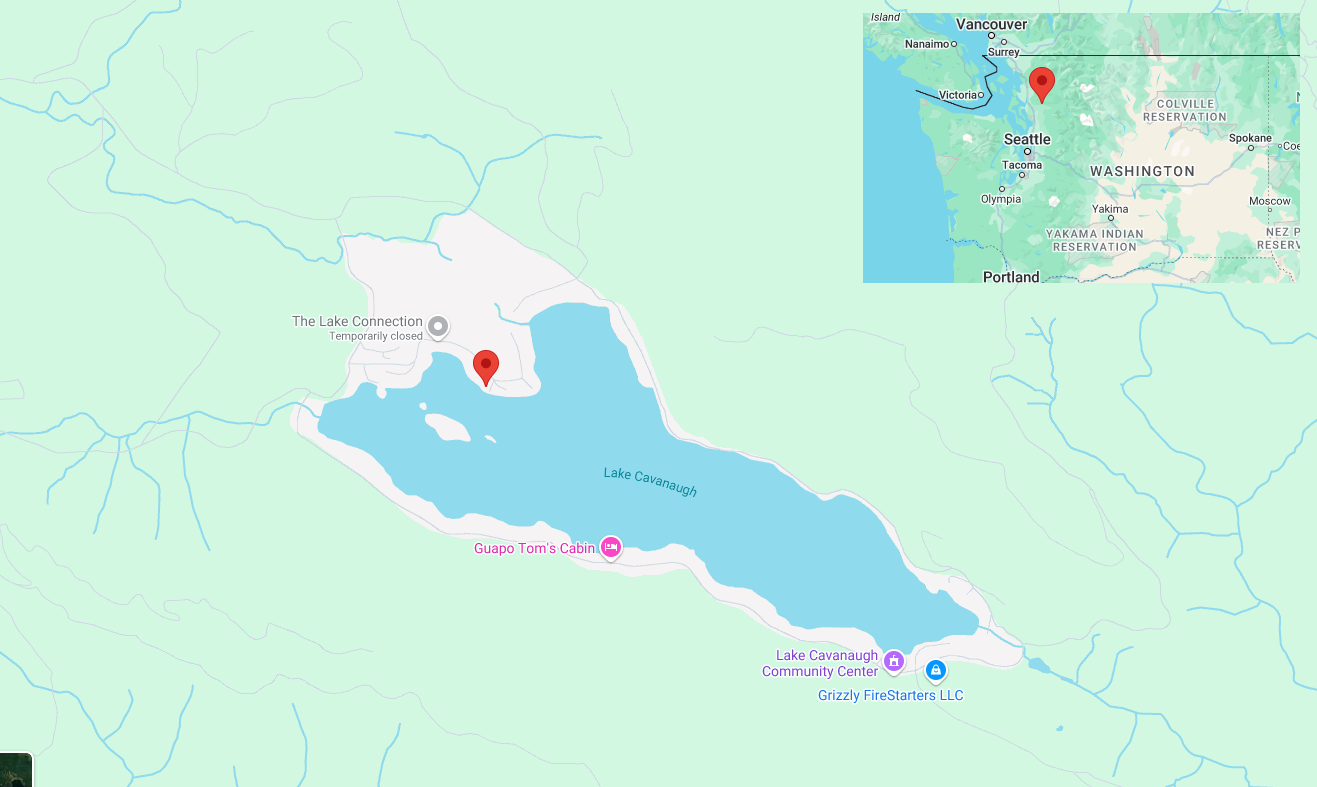 Island
Vancouver
Nanaimo
Surrey
Victoria
COLVILLE
RESERVATION
Seattle
Spokane
Coe
Tacoma
WASHINGTON
Olympia
Moscow
Yakima
YAKAMA INDIAN
RESERVATION
NEZ P
RESERV
Portland
The Lake Connection
Temporarily closed
Lake Cavanaugh
Guapo Tom's Cabin
Lake Cavanaugh
Community Center
Grizzly FireStarters LLC